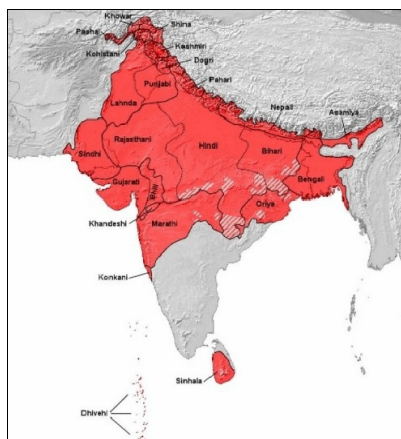 Khowar
Shina
Pasha
Kohistani
Kashmiri
Dogri
Punjabi
Pahari
Lahnda
Nepali
Asamiya
Rajasthani
Hindi
Bihari
Sindhi
Bengali
Gujarati
Bhili
Oriya
Khandeshi
Marathi
Konkani
Sinhala
Dhivehi